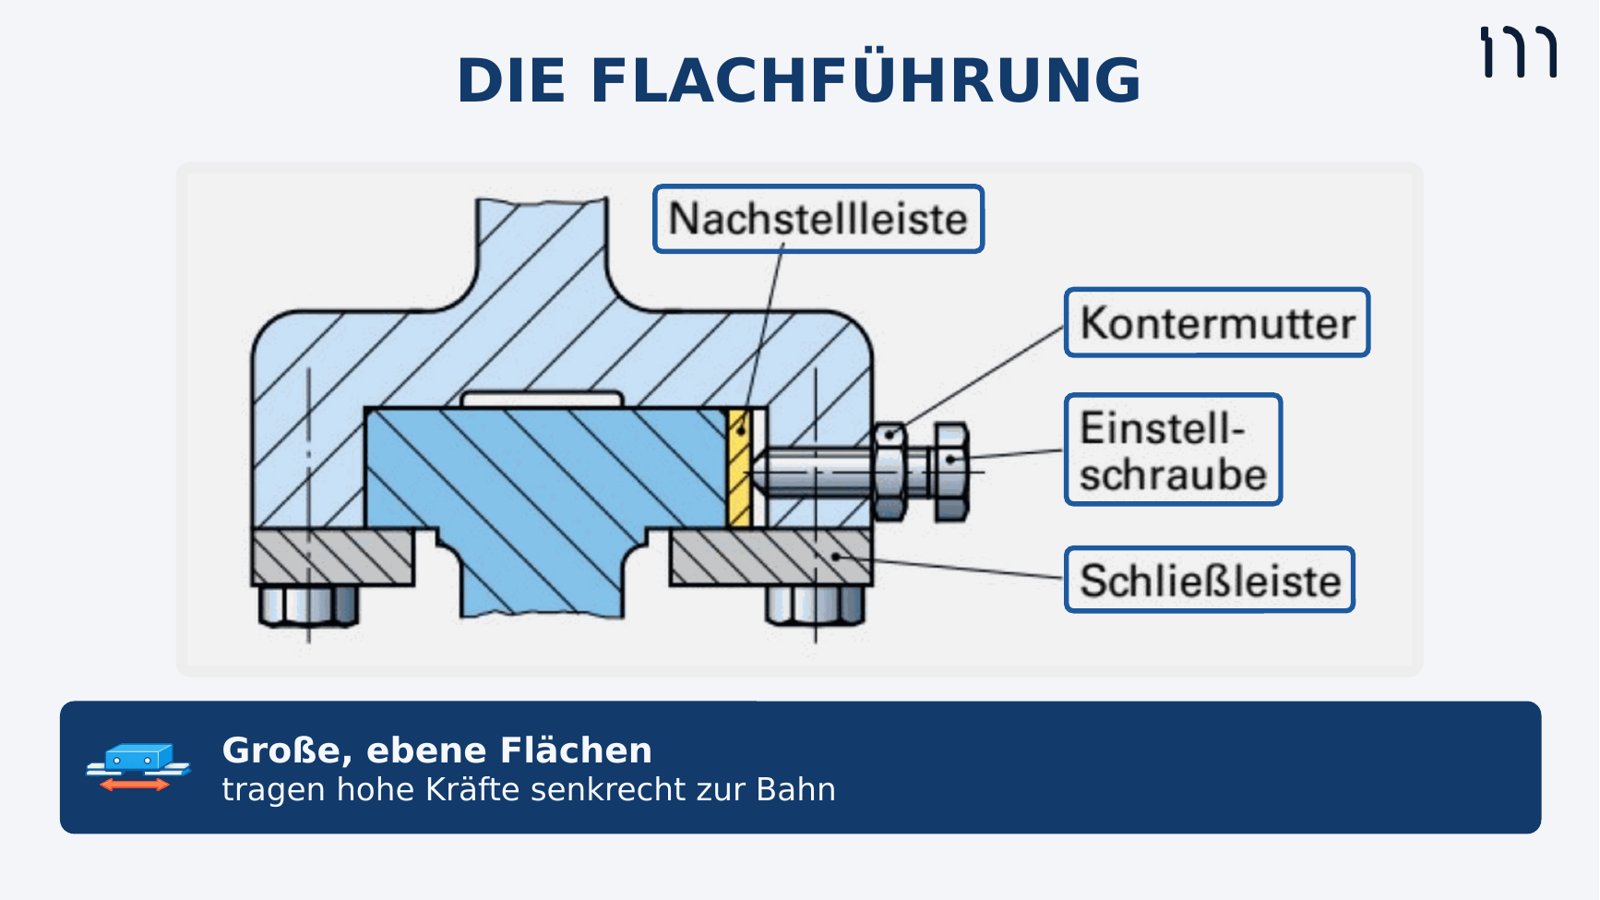 DIE FLACHFÜHRUNG
m
Nachstellleiste
Kontermutter
Einstell-
schraube
Schließleiste
Große, ebene Flächen
tragen hohe Kräfte senkrecht zur Bahn